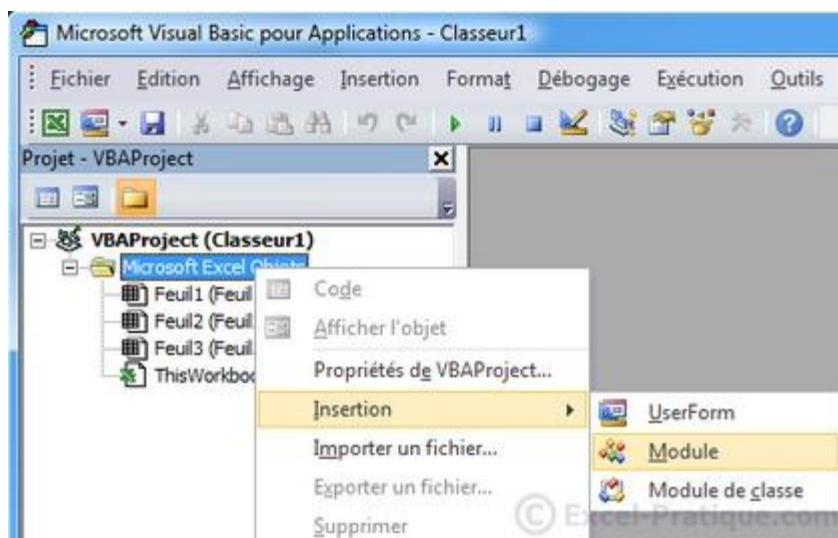 Microsoft Visual Basic pour Applications - Classeur1
Fichier Edition Affichage Insertion Format Débogage Exécution Outils
Projet - VBAProject
VBAProject (Classeur1)
Microsoft Excel Objets
Feuil1 (Feuil
Feuil2 (Feuil
Feuil3 (Feuil
ThisWorkboo
Code
Afficher l'objet
Propriétés de VBAProject...
Insertion
Importer un fichier...
Exporter un fichier...
Supprimer
UserForm
Module
Module de classe
© Excel-Pratique.com